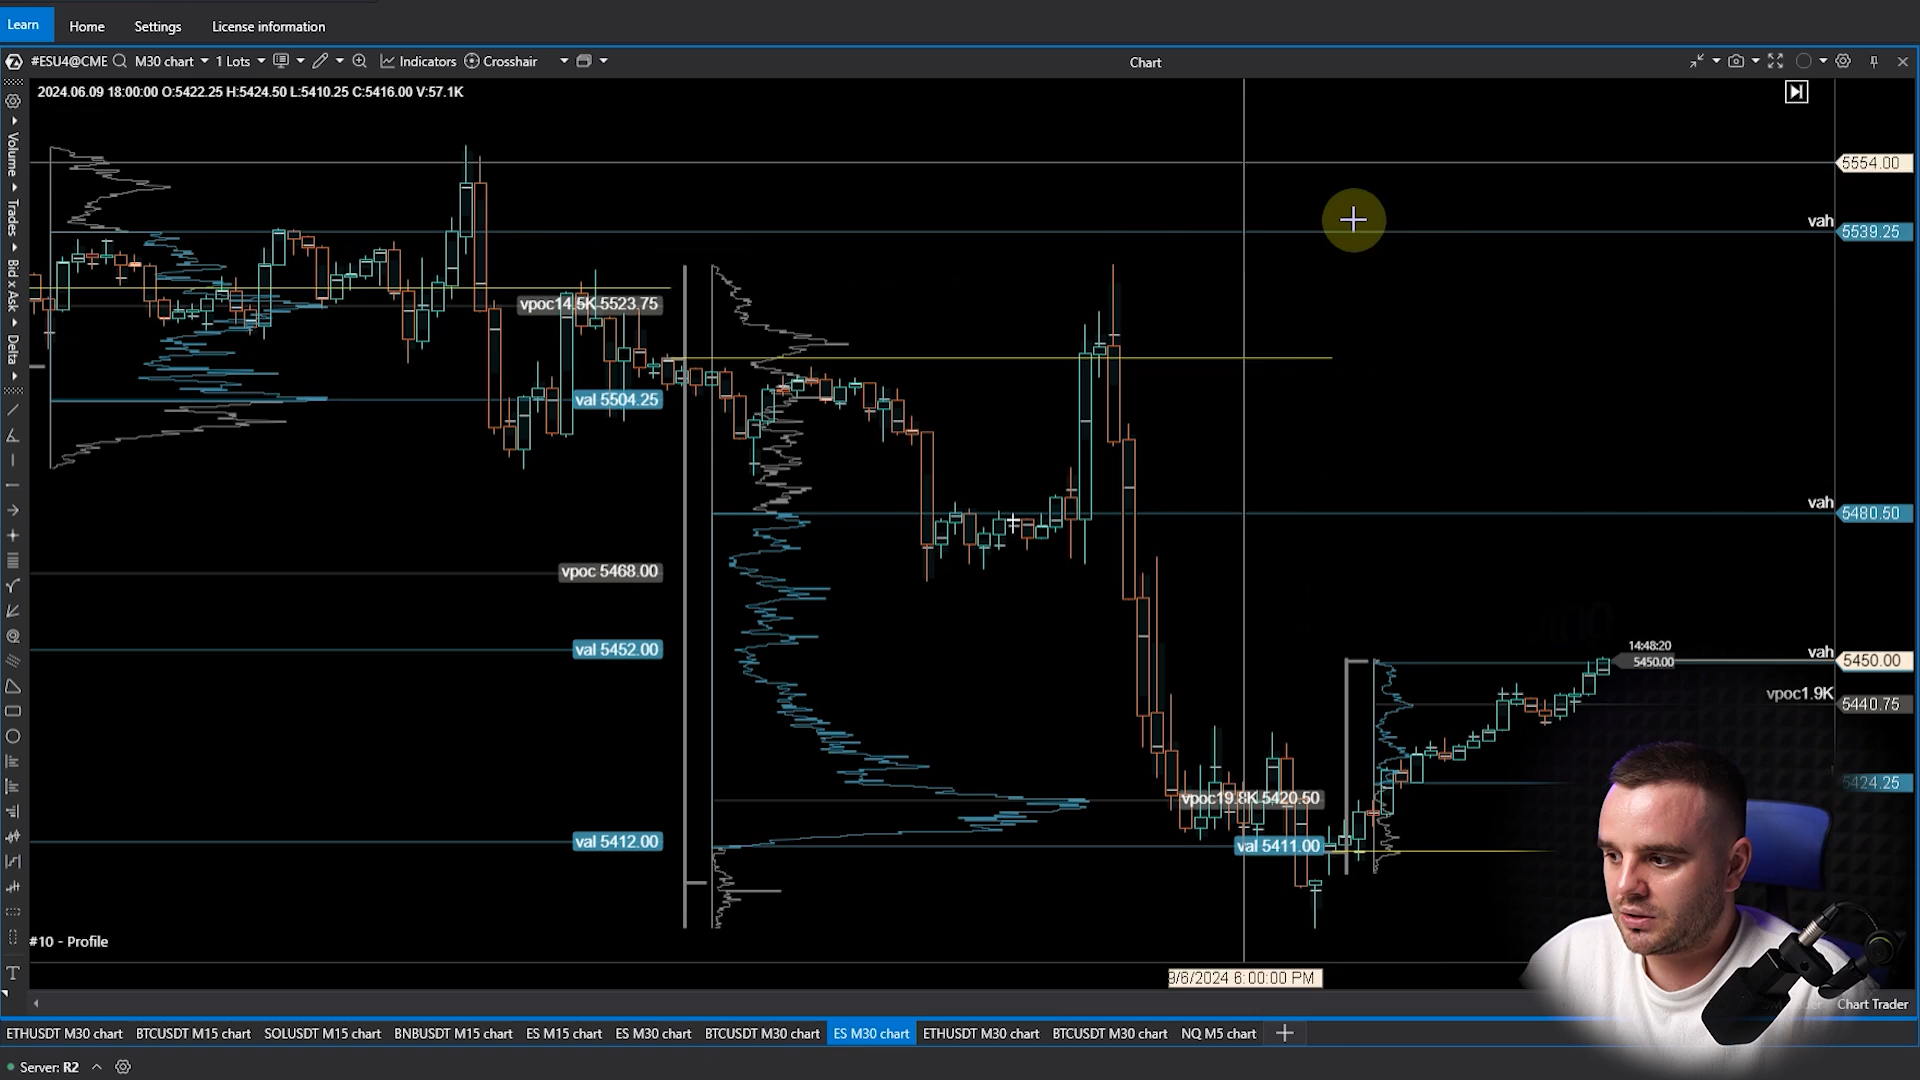 Learn
Home
Settings
License information
#ESU4@CME
M30 chart
1 Lots
Indicators
Crosshair
Chart
2024.06.09 18:00:00 O:5422.25 H:5424.50 L:5410.25 C:5416.00 V:57.1K
Volume
Trades
Bid x Ask
Delta
5554.00
vah
5539.25
vpoc14.5K 5523.75
val 5504.25
vah
5480.50
vpoc 5468.00
val 5452.00
14:48:20
5450.00
vah
5450.00
vpoc1.9K
5440.75
5424.25
vpoc19.8K 5420.50
val 5412.00
val 5411.00
#10 - Profile
9/6/2024 6:00:00 PM
T
Chart Trader
ETHUSDT M30 chart
BTCUSDT M15 chart
SOLUSDT M15 chart
BNBUSDT M15 chart
ES M15 chart
ES M30 chart
BTCUSDT M30 chart
ES M30 chart
ETHUSDT M30 chart
BTCUSDT M30 chart
NQ M5 chart
Server: R2